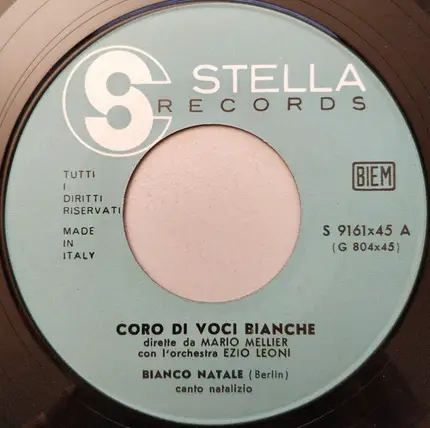 S STELLA
RECORDS
TUTTI
I
DIRITTI
RISERVATI
MADE
IN
ITALY
BIEM
S 9161x45 A
(G 804x45)
CORO DI VOCI BIANCHE
dirette da MARIO MELLIER
con l'orchestra EZIO LEONI
BIANCO NATALE (Berlin)
canto natalizio